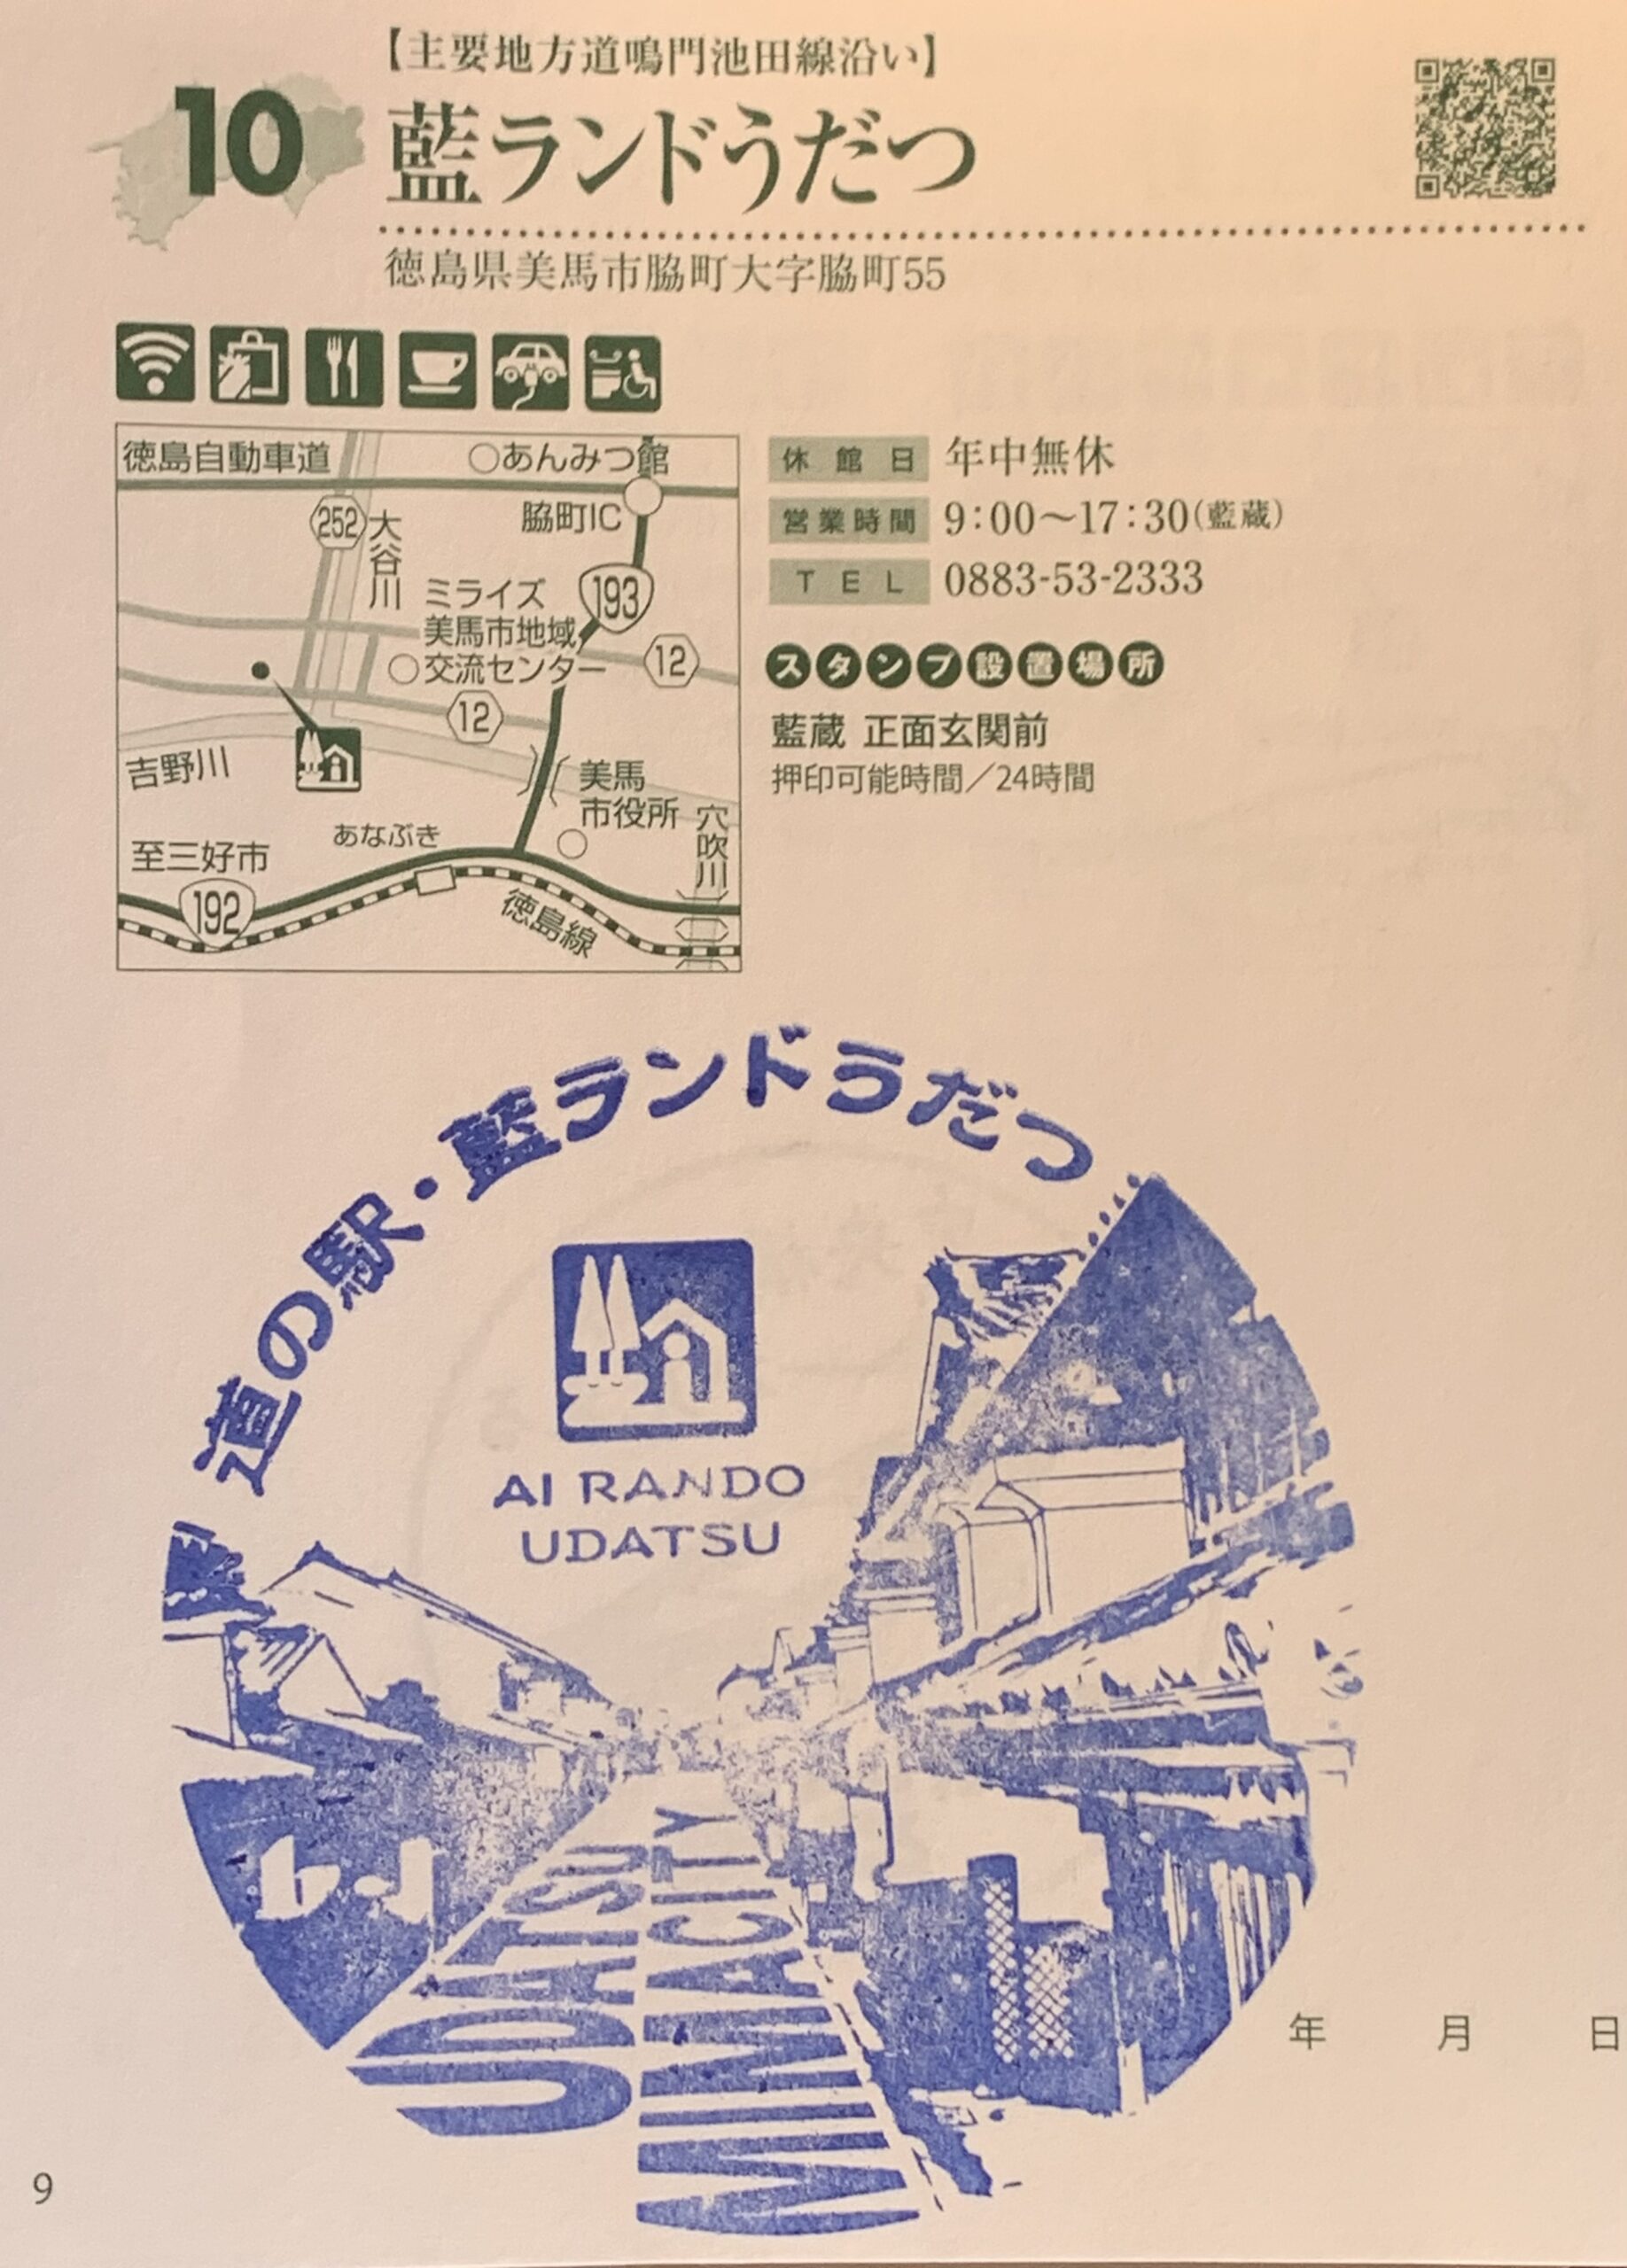 【主要地方道鳴門池田線沿い】
10
藍ランドうだつ
徳島県美馬市脇町大字脇町55
徳島自動車道
あんみつ館
252
大谷川
脇町IC
193
ミライズ
美馬市地域
交流センター
12
12
吉野川
美馬
市役所
穴吹川
あなぶき
至三好市
192
徳島線
休館日 年中無休
営業時間 9:00～17:30(藍蔵)
TEL 0883-53-2333
スタンプ設置場所
藍蔵 正面玄関前
押印可能時間／24時間
道の駅・藍ランドうだつ
AI RANDO
UDATSU
UDATSU
MIMACITY
年 月 日
9